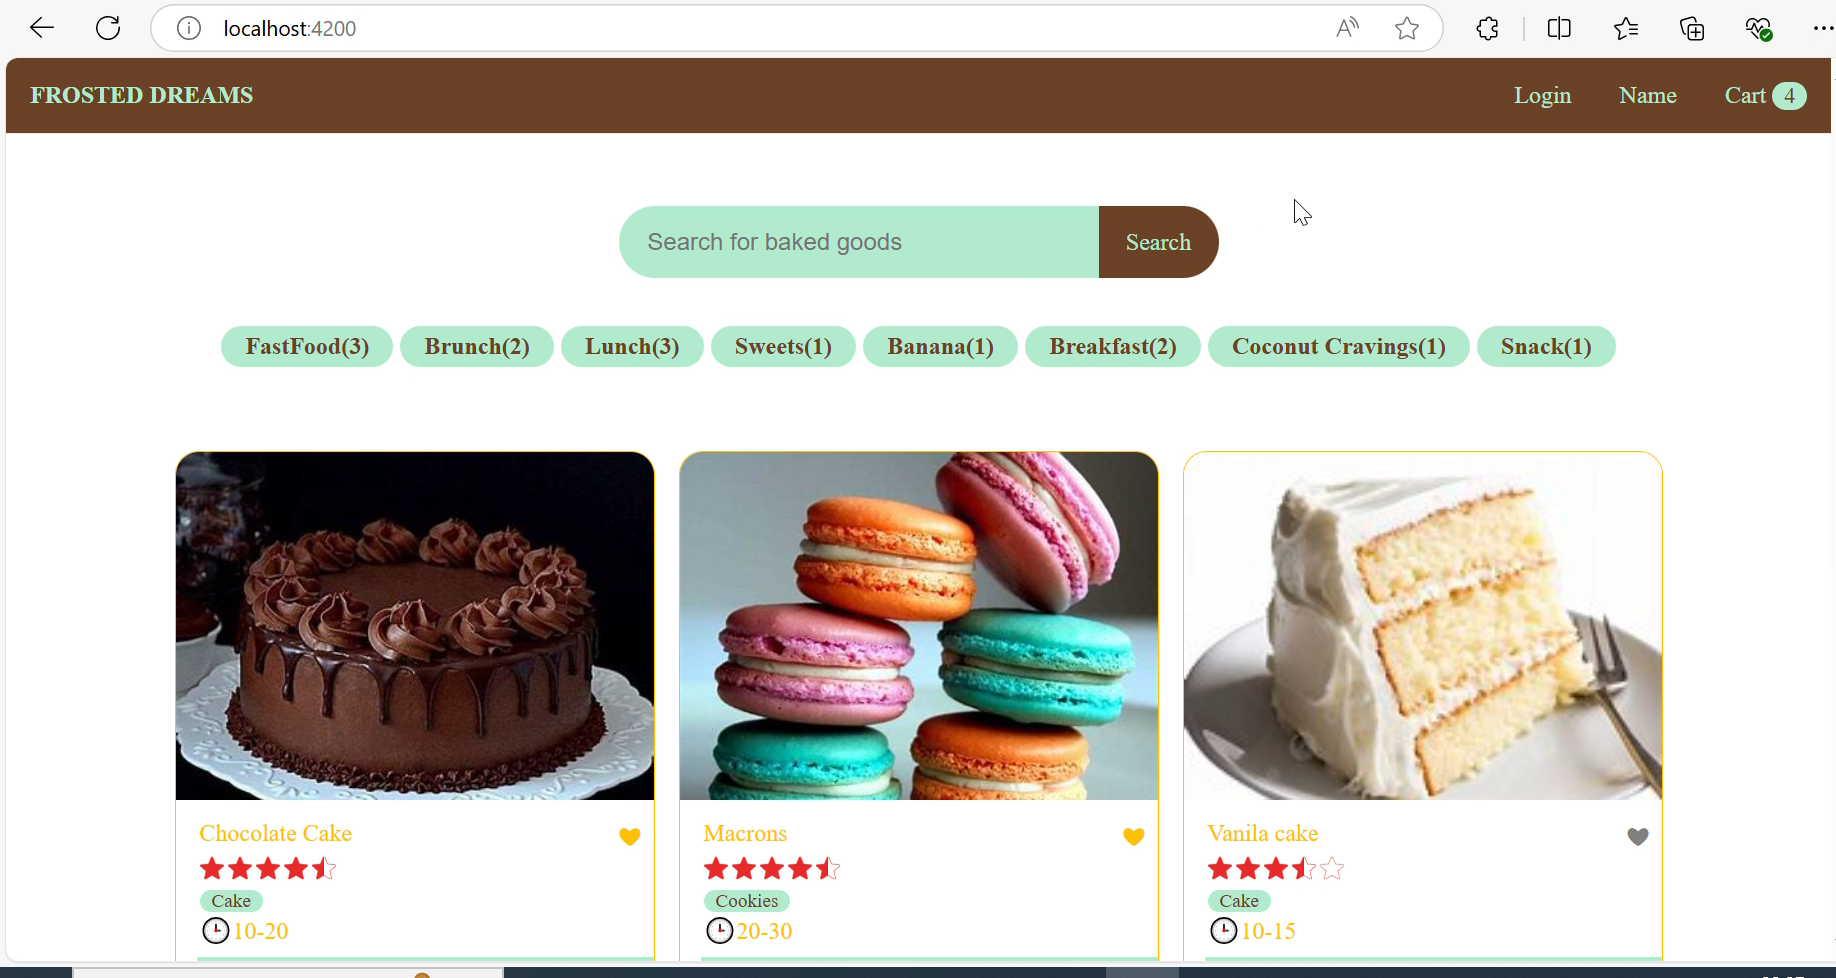 localhost:4200
FROSTED DREAMS
Login Name Cart 4
Search for baked goods Search
FastFood(3) Brunch(2) Lunch(3) Sweets(1) Banana(1) Breakfast(2) Coconut Cravings(1) Snack(1)
Chocolate Cake
Cake
10-20
Macrons
Cookies
20-30
Vanila cake
Cake
10-15